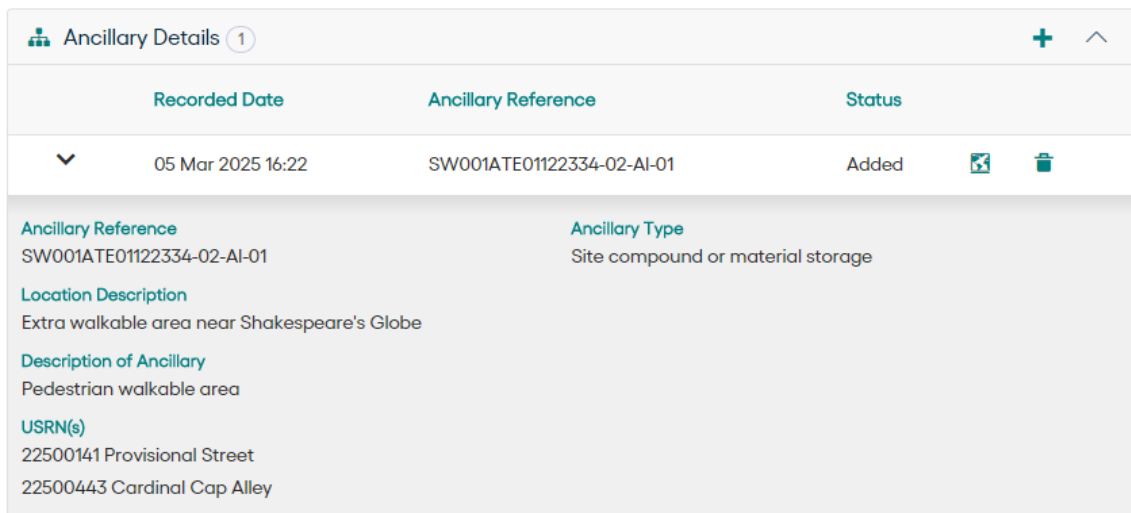 Ancillary Details 1
Recorded Date Ancillary Reference Status
05 Mar 2025 16:22 SW001ATE01122334-02-AI-01 Added
Ancillary Reference Ancillary Type
SW001ATE01122334-02-AI-01 Site compound or material storage
Location Description
Extra walkable area near Shakespeare's Globe
Description of Ancillary
Pedestrian walkable area
USRN(s)
22500141 Provisional Street
22500443 Cardinal Cap Alley